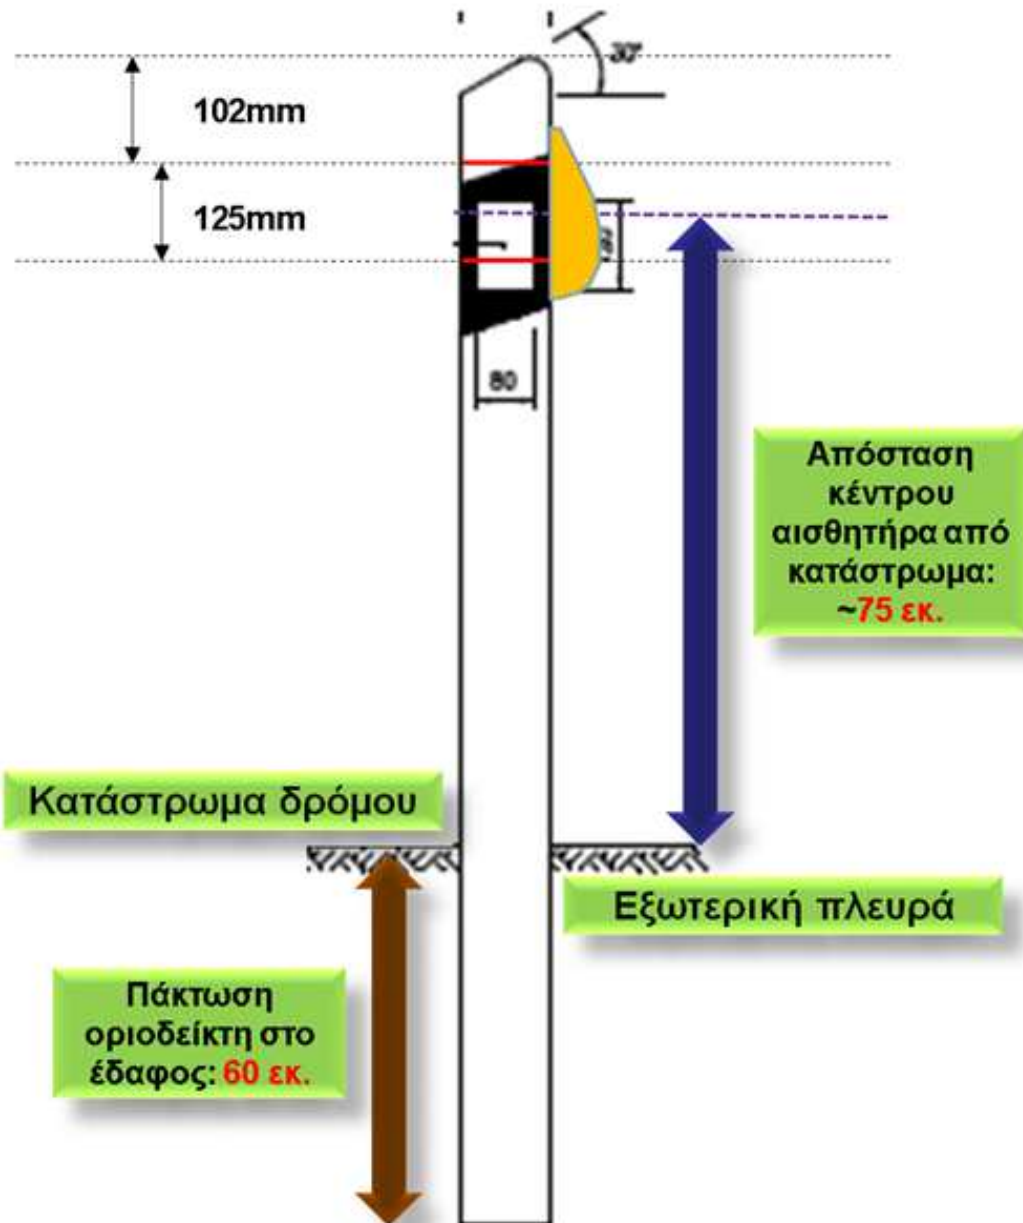 30°
102mm
125mm
80
Απόσταση
κέντρου
αισθητήρα από
κατάστρωμα:
~75 εκ.
Κατάστρωμα δρόμου
Εξωτερική πλευρά
Πάκτωση
οριοδείκτη στο
έδαφος: 60 εκ.